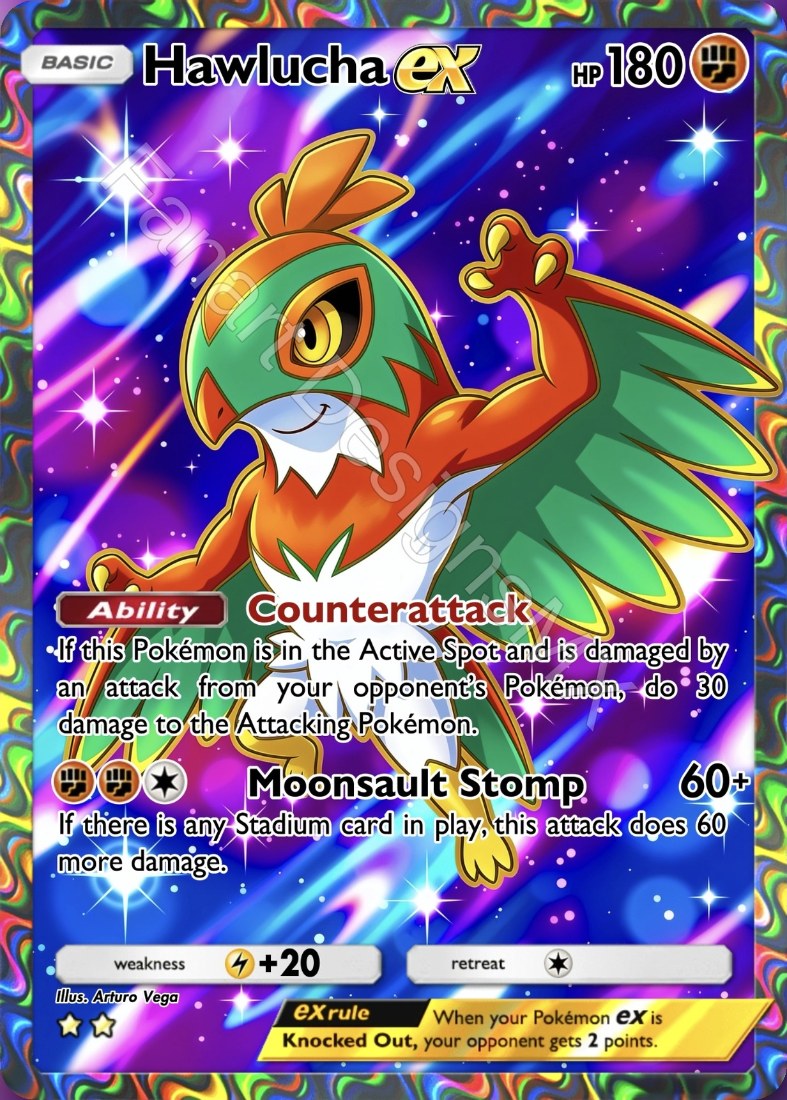 BASIC Hawlucha ex HP 180
Ability Counterattack
If this Pokémon is in the Active Spot and is damaged by
an attack from your opponent's Pokémon, do 30
damage to the Attacking Pokémon.
Moonsault Stomp 60+
If there is any Stadium card in play, this attack does 60
more damage.
weakness +20 retreat
Illus. Arturo Vega
ex rule When your Pokémon ex is
Knocked Out, your opponent gets 2 points.
Fanart Designs